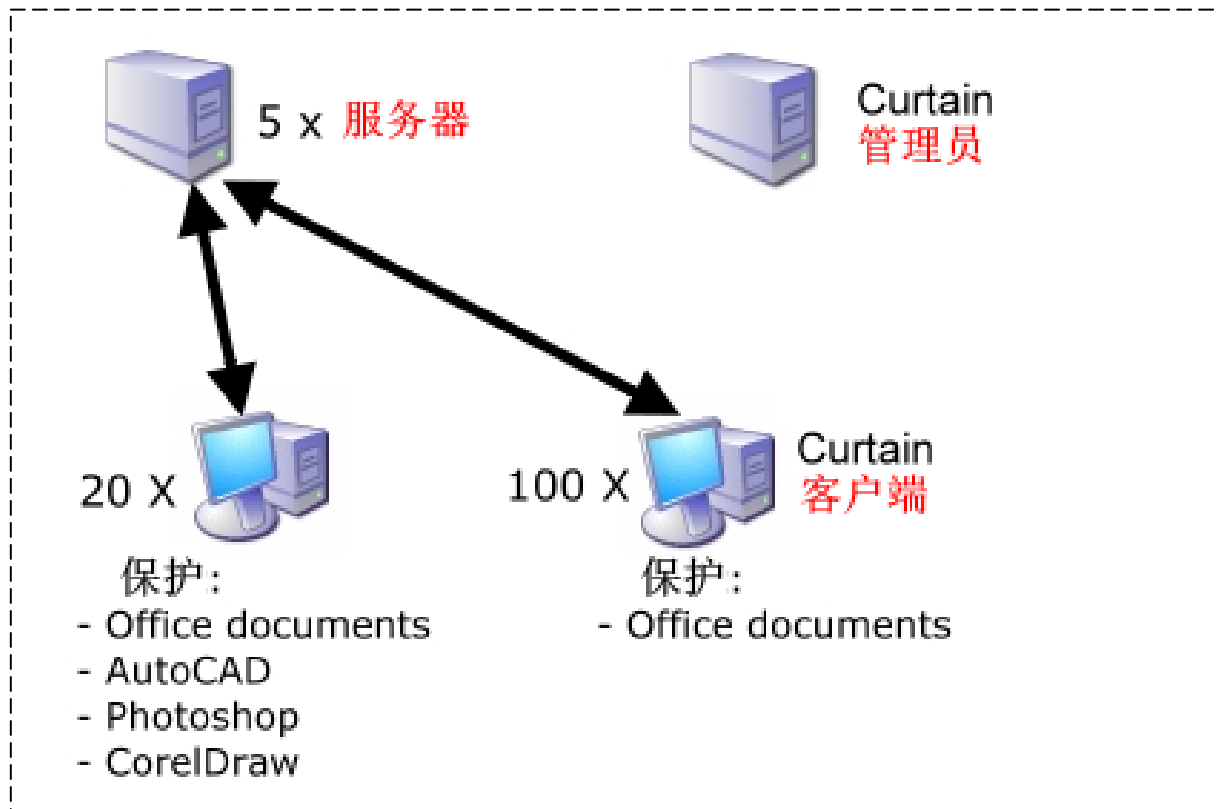 5 x 服务器
Curtain
管理员
20 X
100 X
Curtain
客户端
保护:
- Office documents
- AutoCAD
- Photoshop
- CorelDraw
保护:
- Office documents